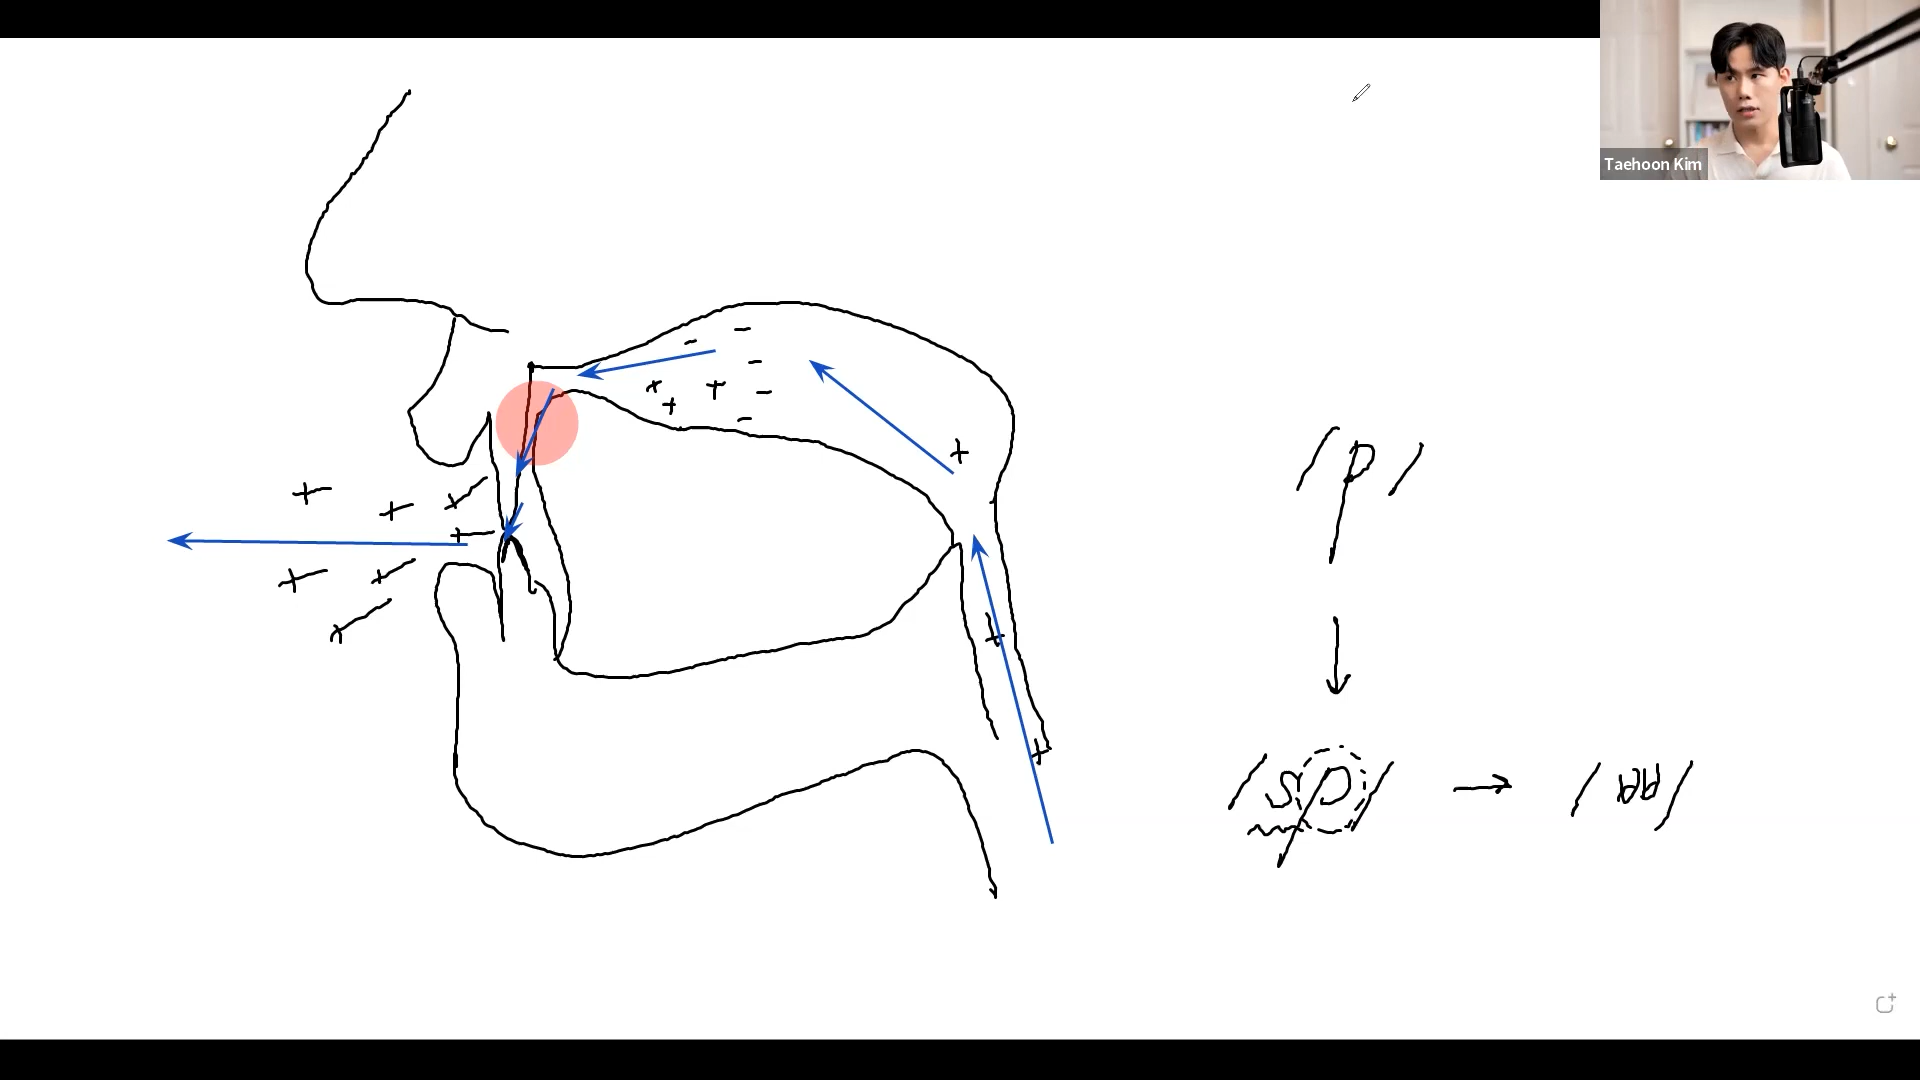 Taehoon Kim
/p/
↓
/sp/ → /ㅃ/